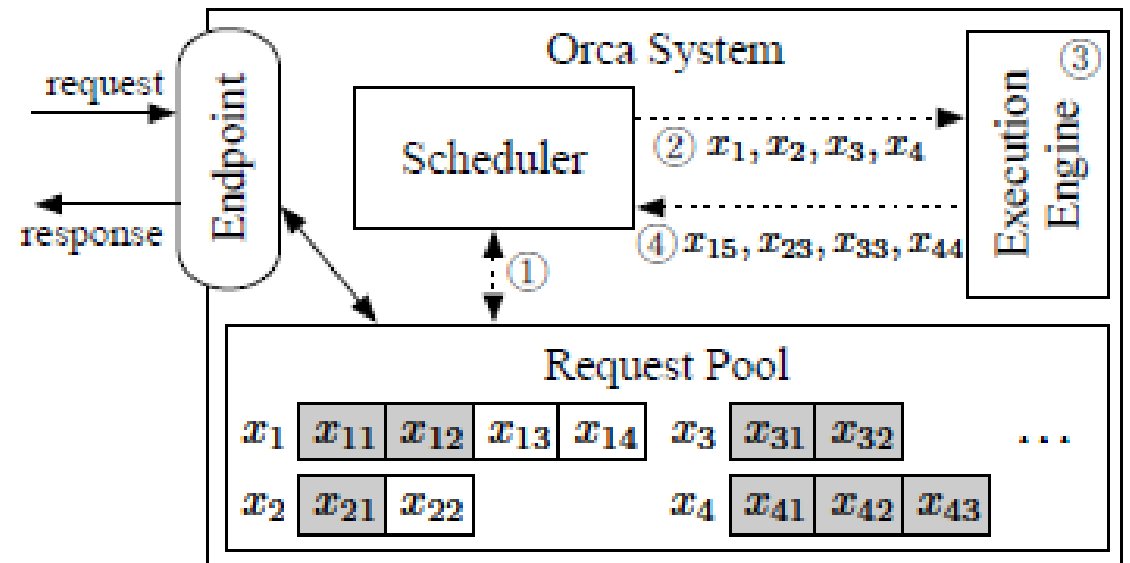 Orca System
request
response
Endpoint
Scheduler
② x₁, x₂, x₃, x₄
④ x₁₅, x₂₃, x₃₃, x₄₄
①
Execution
Engine ③
Request Pool
x₁ x₁₁ x₁₂ x₁₃ x₁₄ x₃ x₃₁ x₃₂ ...
x₂ x₂₁ x₂₂ x₄ x₄₁ x₄₂ x₄₃